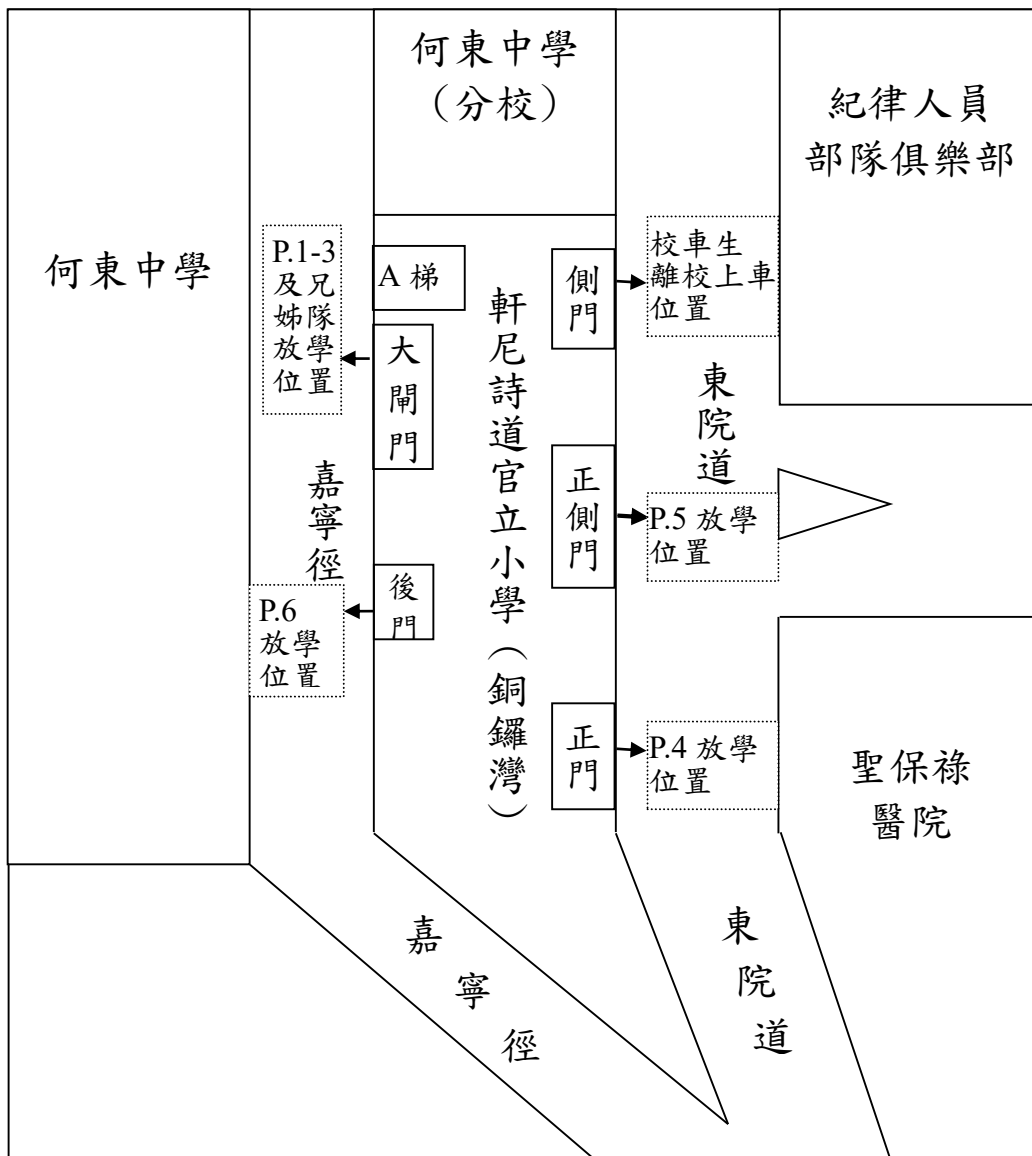 何東中學
（分校）
紀律人員
部隊俱樂部
何東中學
P.1-3
及兄
姊隊
放學
位置
A 梯
大閘門
軒尼詩道官立小學（銅鑼灣）
側門
校車生
離校上車
位置
東院道
嘉寧徑
正側門
P.5 放學
位置
後門
P.6
放學
位置
正門
P.4 放學
位置
聖保祿
醫院
嘉寧徑
東院道